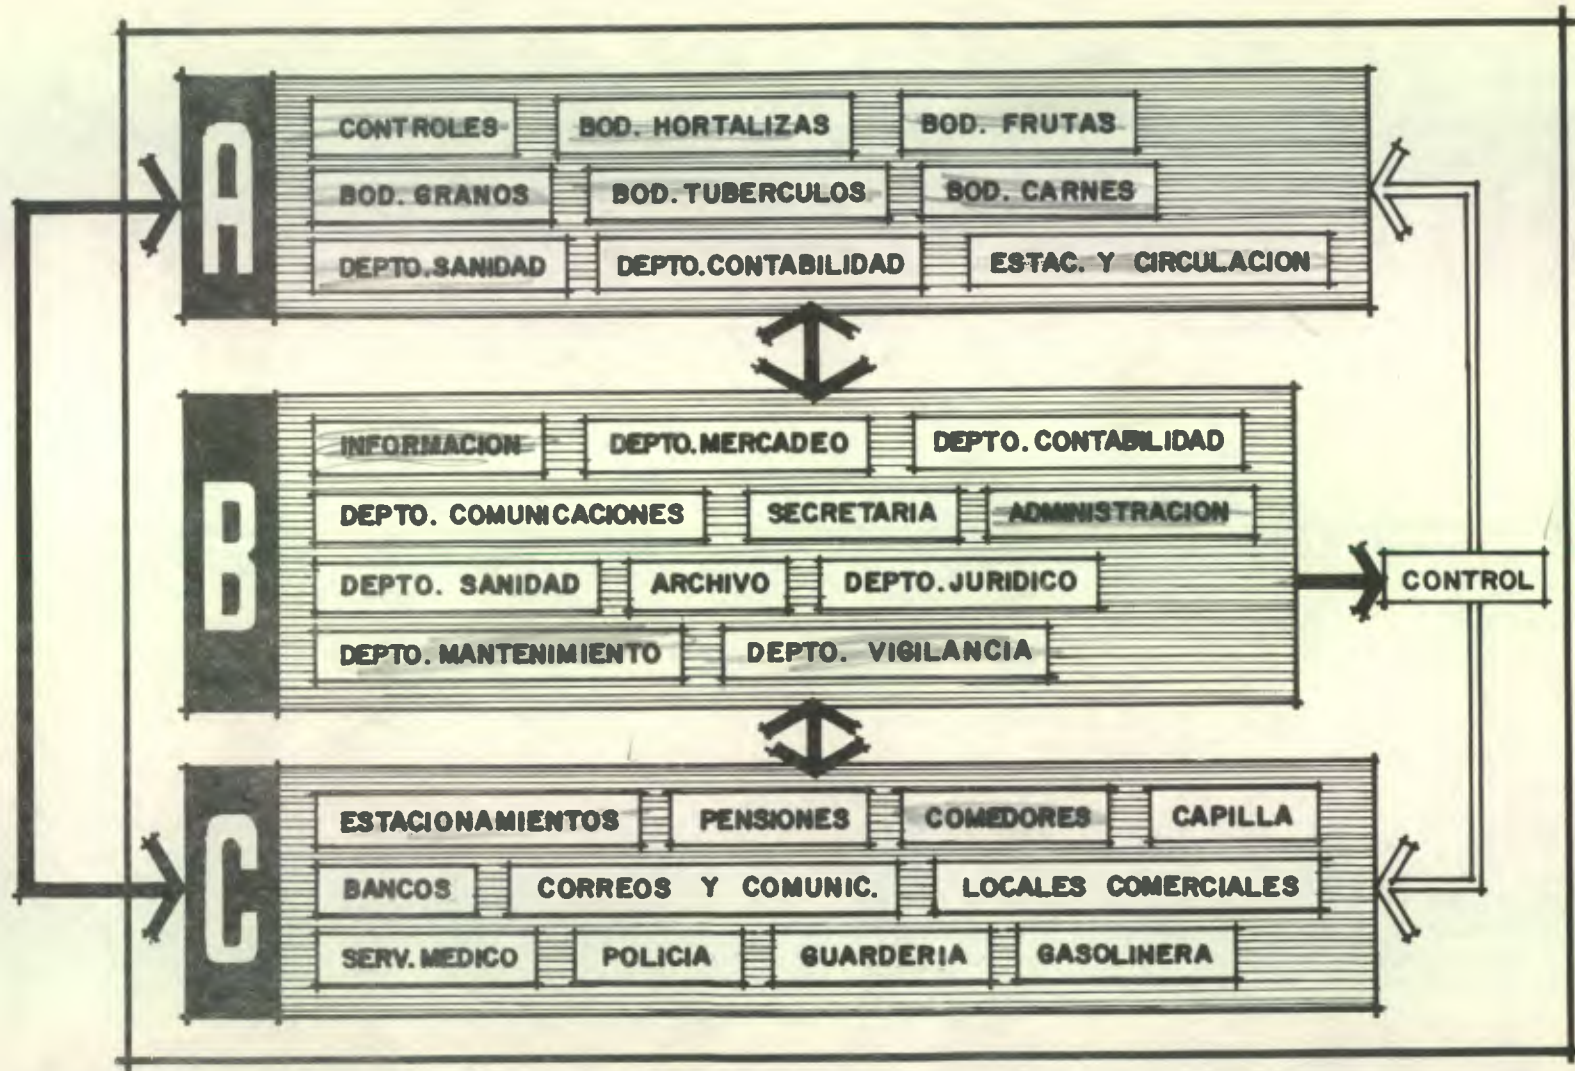 A
CONTROLES BOD. HORTALIZAS BOD. FRUTAS
BOD. GRANOS BOD. TUBERCULOS BOD. CARNES
DEPTO. SANIDAD DEPTO. CONTABILIDAD ESTAC. Y CIRCULACION
B
INFORMACION DEPTO. MERCADEO DEPTO. CONTABILIDAD
DEPTO. COMUNICACIONES SECRETARIA ADMINISTRACION
DEPTO. SANIDAD ARCHIVO DEPTO. JURIDICO
DEPTO. MANTENIMIENTO DEPTO. VIGILANCIA
CONTROL
C
ESTACIONAMIENTOS PENSIONES COMEDORES CAPILLA
BANCOS CORREOS Y COMUNIC. LOCALES COMERCIALES
SERV. MEDICO POLICIA GUARDERIA GASOLINERA